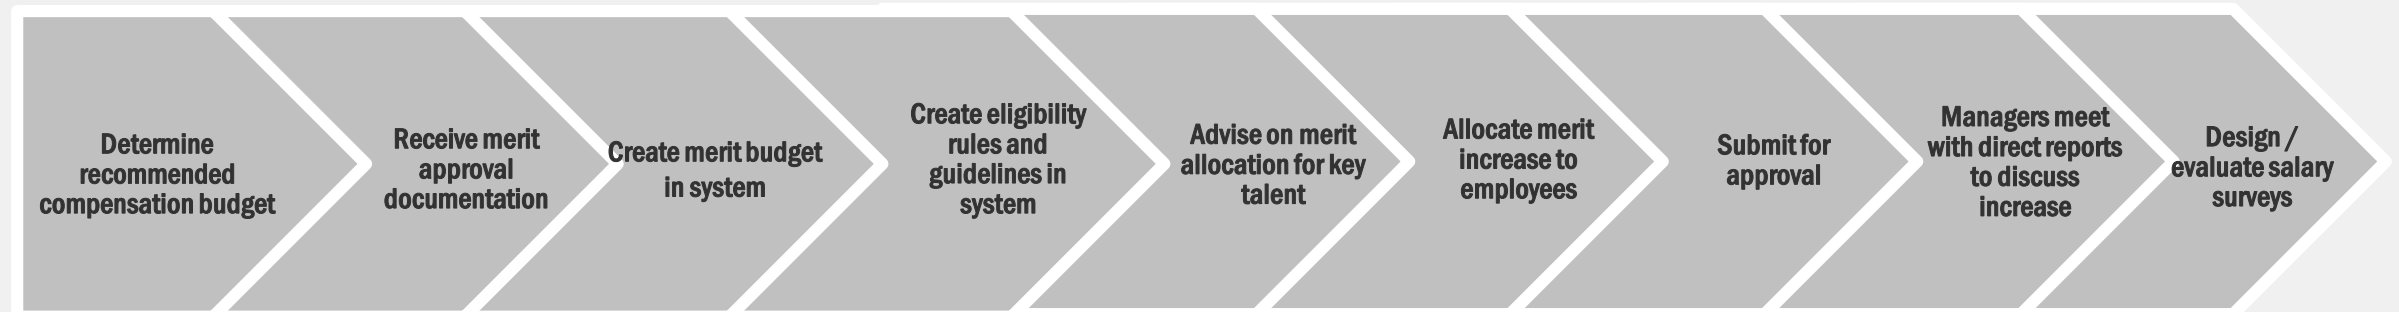 Determine
recommended
compensation budget
Receive merit
approval
documentation
Create merit budget
in system
Create eligibility
rules and
guidelines in
system
Advise on merit
allocation for key
talent
Allocate merit
increase to
employees
Submit for
approval
Managers meet
with direct reports
to discuss
increase
Design /
evaluate salary
surveys